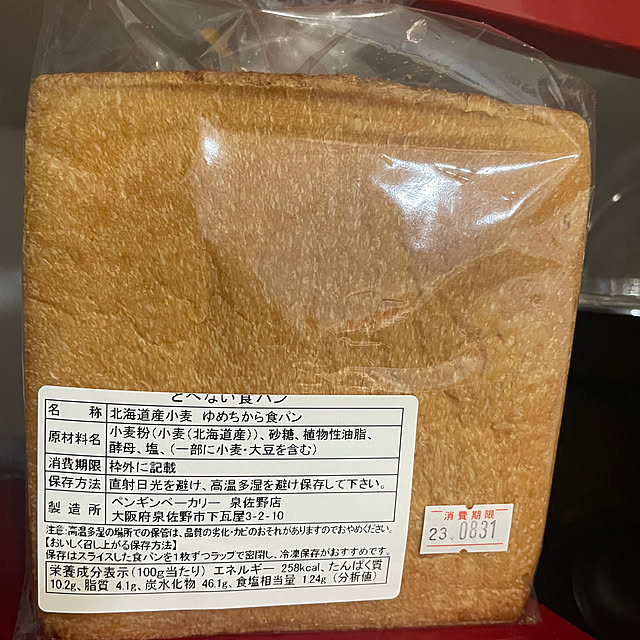 とべない食パン
名　称 北海道産小麦 ゆめちから食パン
原材料名 小麦粉(小麦(北海道産))、砂糖、植物性油脂、
酵母、塩、(一部に小麦・大豆を含む)
消費期限 枠外に記載
保存方法 直射日光を避け、高温多湿を避け保存して下さい。
製造所 ペンギンベーカリー 泉佐野店
大阪府泉佐野市下瓦屋3-2-10
注意:高温多湿の場所での保管は、品質の劣化・カビのおそれがありますのでおやめください。
【おいしく召し上がる保存方法】
保存はスライスした食パンを1枚ずつラップで密閉し、冷凍保存がおすすめです。
栄養成分表示(100g当たり) エネルギー 258kcal、たんぱく質
10.2g、脂質 4.1g、炭水化物 46.1g、食塩相当量 1.24g (分析値)
消費期限
23.0831